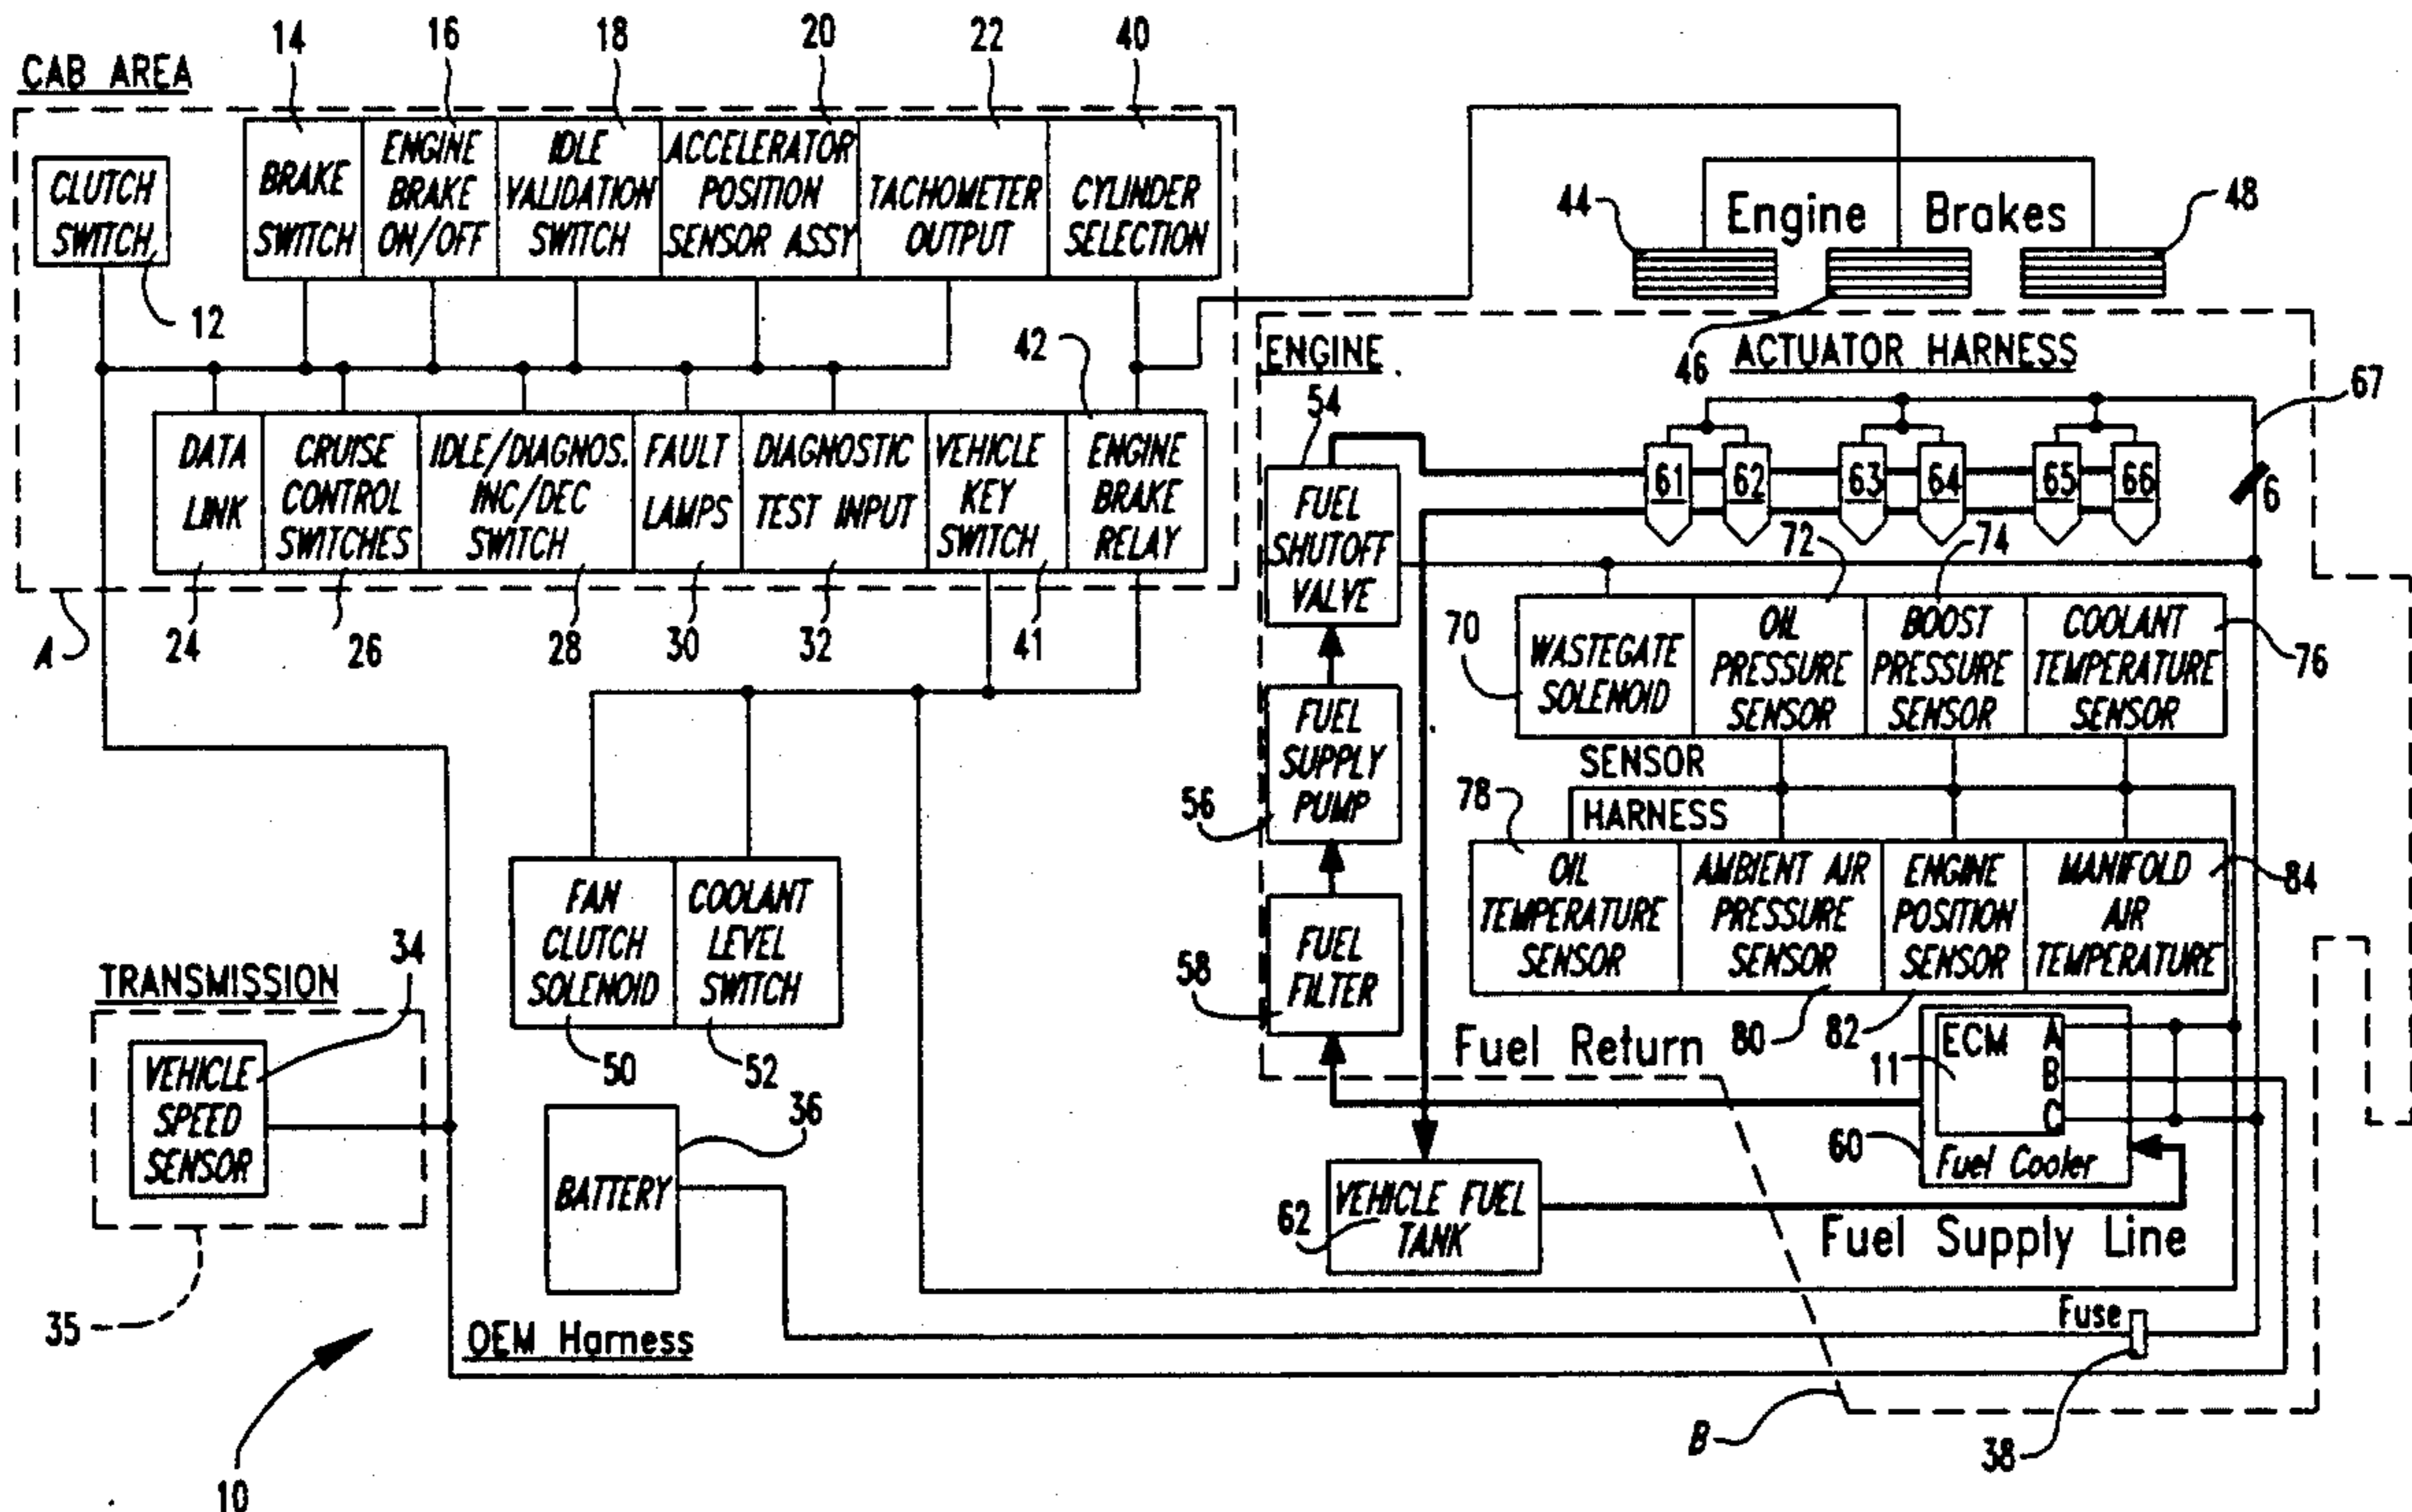 CAB AREA
14
16
18
20
22
40
CLUTCH
SWITCH
12
BRAKE
SWITCH
ENGINE
BRAKE
ON/OFF
IDLE
VALIDATION
SWITCH
ACCELERATOR
POSITION
SENSOR ASSY
TACHOMETER
OUTPUT
CYLINDER
SELECTION
42
DATA
LINK
CRUISE
CONTROL
SWITCHES
IDLE/DIAGNOS.
INC/DEC
SWITCH
FAULT
LAMPS
DIAGNOSTIC
TEST INPUT
VEHICLE
KEY
SWITCH
ENGINE
BRAKE
RELAY
A
24
26
28
30
32
41
Engine Brakes
44
46
48
ENGINE
ACTUATOR HARNESS
54
67
61
62
63
64
65
66
6
FUEL
SHUTOFF
VALVE
72
74
70
WASTEGATE
SOLENOID
OIL
PRESSURE
SENSOR
BOOST
PRESSURE
SENSOR
COOLANT
TEMPERATURE
SENSOR
76
FUEL
SUPPLY
PUMP
56
SENSOR
HARNESS
78
OIL
TEMPERATURE
SENSOR
AMBIENT AIR
PRESSURE
SENSOR
ENGINE
POSITION
SENSOR
MANIFOLD
AIR
TEMPERATURE
84
FUEL
FILTER
58
FAN
CLUTCH
SOLENOID
COOLANT
LEVEL
SWITCH
50
52
TRANSMISSION
34
VEHICLE
SPEED
SENSOR
35
BATTERY
36
Fuel Return
80
82
ECM
11
A
B
C
60
Fuel Cooler
VEHICLE FUEL
TANK
62
Fuel Supply Line
Fuse
OEM Harness
B
38
10